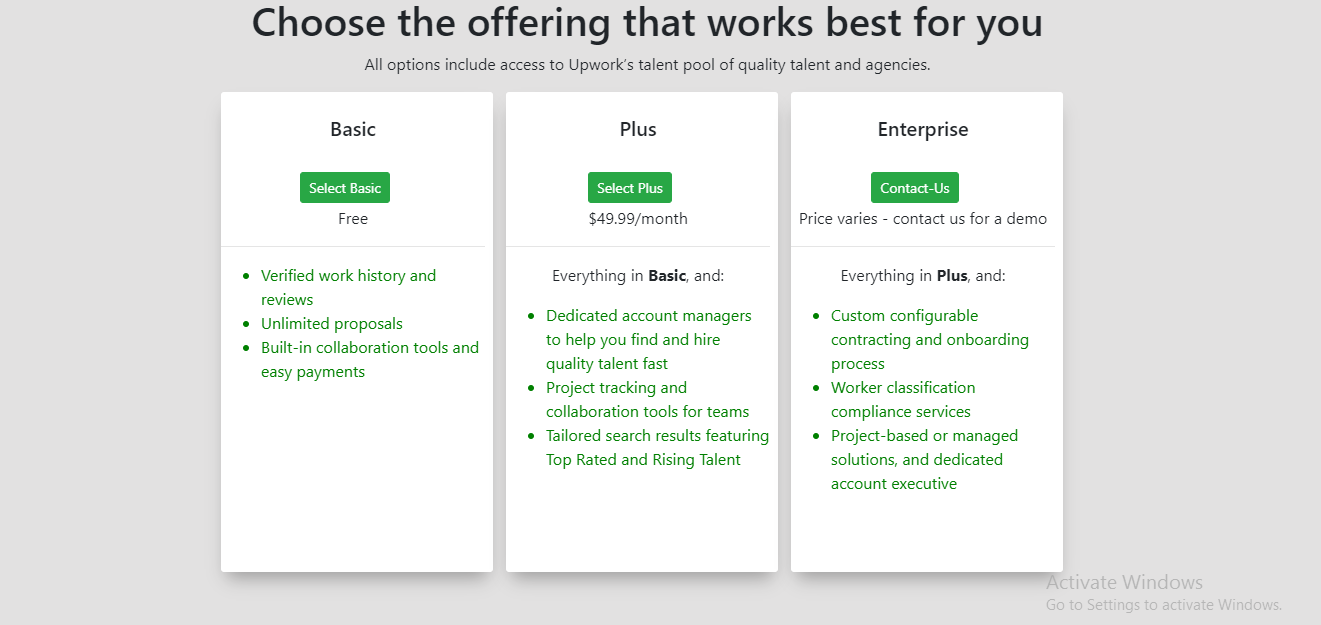 Choose the offering that works best for you
All options include access to Upwork’s talent pool of quality talent and agencies.
Basic
Select Basic
Free
Verified work history and
reviews
Unlimited proposals
Built-in collaboration tools and
easy payments
Plus
Select Plus
$49.99/month
Everything in Basic, and:
Dedicated account managers
to help you find and hire
quality talent fast
Project tracking and
collaboration tools for teams
Tailored search results featuring
Top Rated and Rising Talent
Enterprise
Contact-Us
Price varies - contact us for a demo
Everything in Plus, and:
Custom configurable
contracting and onboarding
process
Worker classification
compliance services
Project-based or managed
solutions, and dedicated
account executive
Activate Windows
Go to Settings to activate Windows.